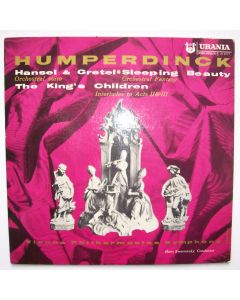 URANIA
HUMPERDINCK
Hansel & Gretel Sleeping Beauty
Orchestral Suite Orchestral Fantasy
The King's Children
Interludes to Acts II & III
Vienna Philharmonica Symphony
Hans Swarowsky, Conductor